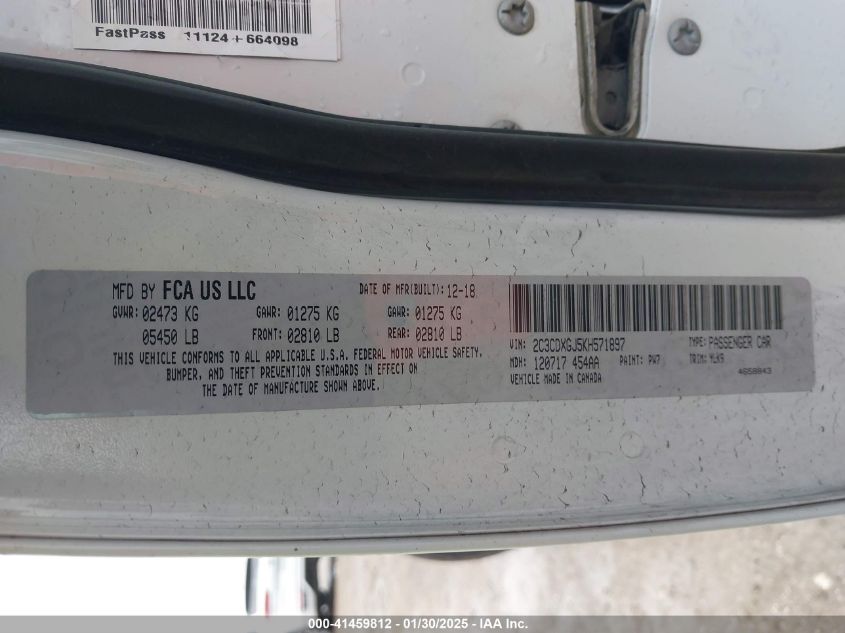 FastPass 11124+664098
MFD BY FCA US LLC DATE OF MFR(BUILT): 12-18
GVWR: 02473 KG GAWR: 01275 KG GAWR: 01275 KG
05450 LB FRONT: 02810 LB REAR: 02810 LB
THIS VEHICLE CONFORMS TO ALL APPLICABLE U.S.A. FEDERAL MOTOR VEHICLE SAFETY,
BUMPER, AND THEFT PREVENTION STANDARDS IN EFFECT ON
THE DATE OF MANUFACTURE SHOWN ABOVE.
VIN: 2C3CDXGJ5KH571897 TYPE: PASSENGER CAR
MDH: 120717 454AA PAINT: PW7 TRIM: YLK9
VEHICLE MADE IN CANADA 4658843
000-41459812 - 01/30/2025 - IAA Inc.